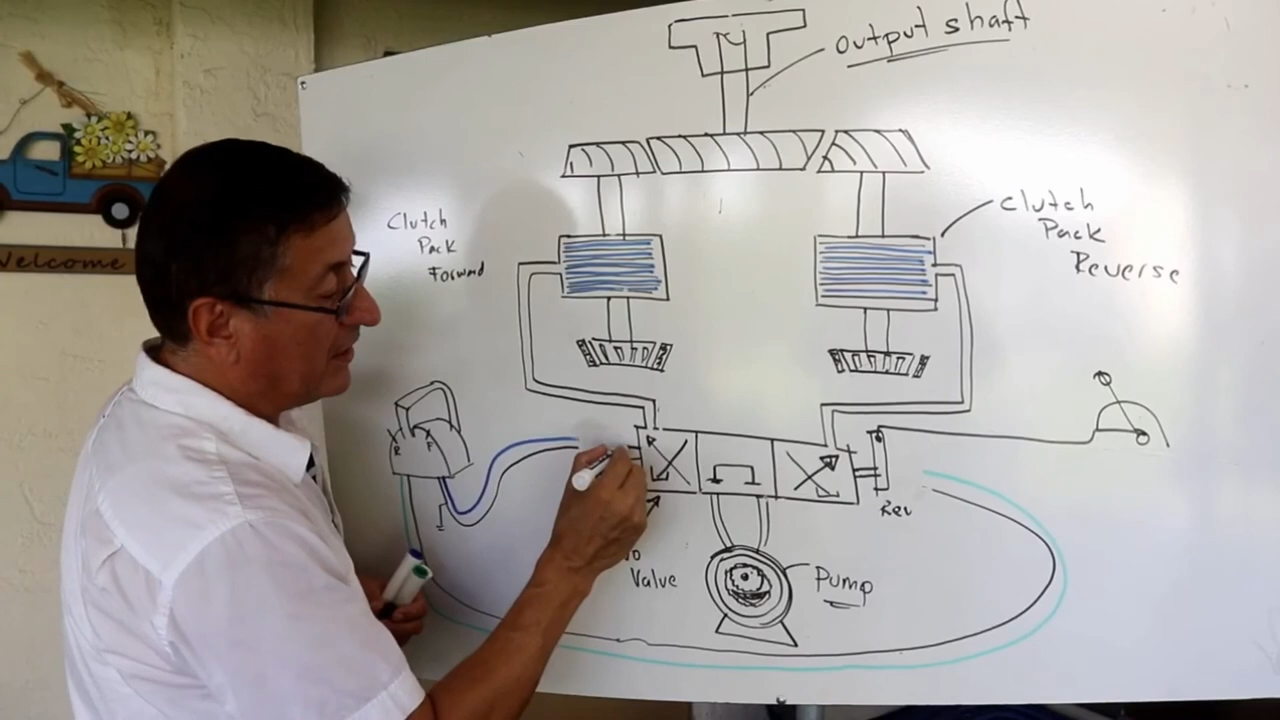 output shaft
Clutch
Pack
Forward
clutch
Pack
Reverse
Welcome
R F
Rev
Valve
Pump